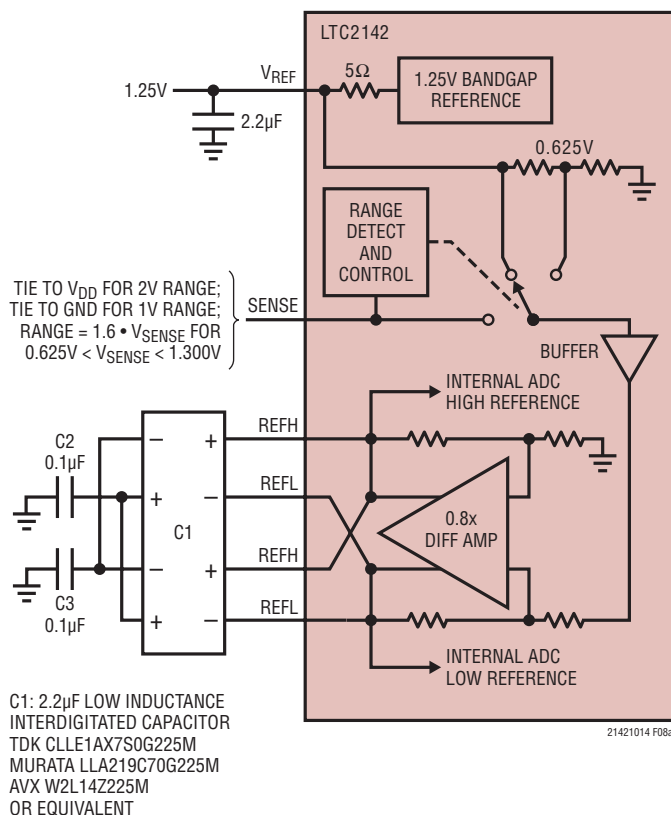 LTC2142
1.25V
VREF
5Ω
1.25V BANDGAP
REFERENCE
2.2µF
0.625V
RANGE
DETECT
AND
CONTROL
TIE TO VDD FOR 2V RANGE;
TIE TO GND FOR 1V RANGE;
RANGE = 1.6 • VSENSE FOR
0.625V < VSENSE < 1.300V
SENSE
BUFFER
INTERNAL ADC
HIGH REFERENCE
C2
0.1µF
– +
REFH
+ –
REFL
C1
0.8x
DIFF AMP
– +
REFH
C3
0.1µF
+ –
REFL
INTERNAL ADC
LOW REFERENCE
C1: 2.2µF LOW INDUCTANCE
INTERDIGITATED CAPACITOR
TDK CLLE1AX7S0G225M
MURATA LLA219C70G225M
AVX W2L14Z225M
OR EQUIVALENT